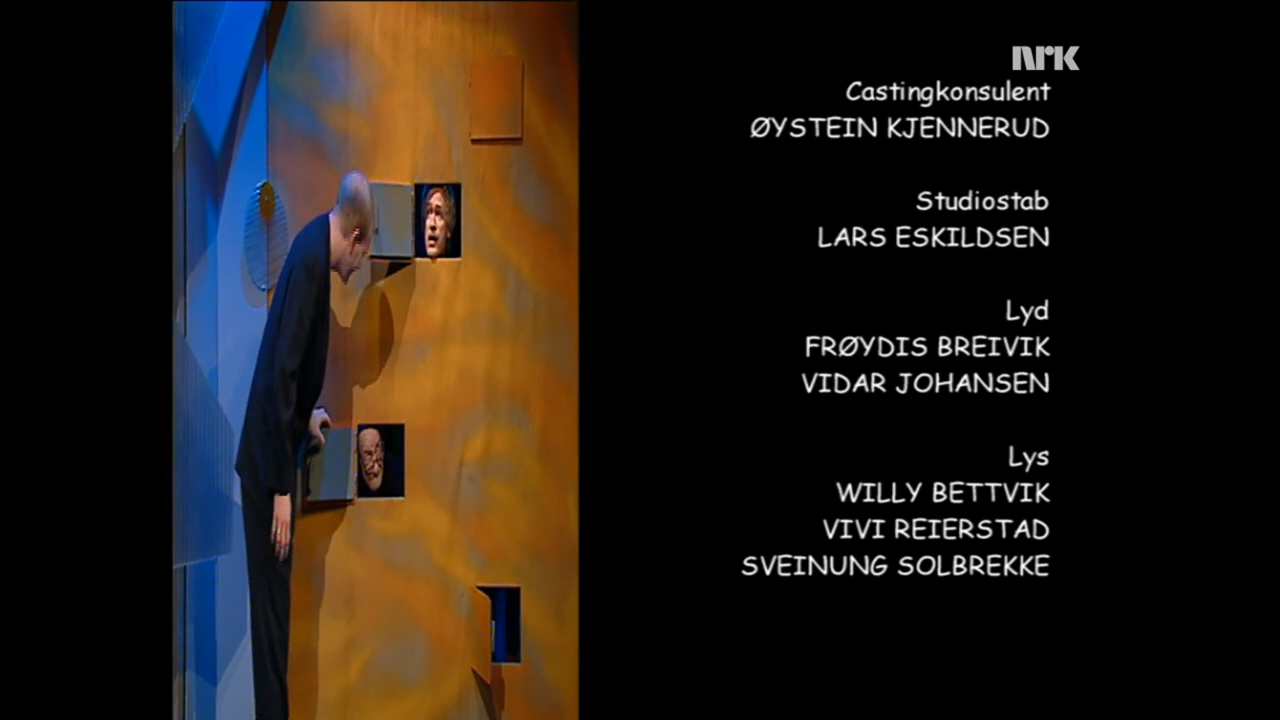 nrk
Castingkonsulent
ØYSTEIN KJENNERUD
Studiostab
LARS ESKILDSEN
Lyd
FRØYDIS BREIVIK
VIDAR JOHANSEN
Lys
WILLY BETTVIK
VIVI REIERSTAD
SVEINUNG SOLBREKKE